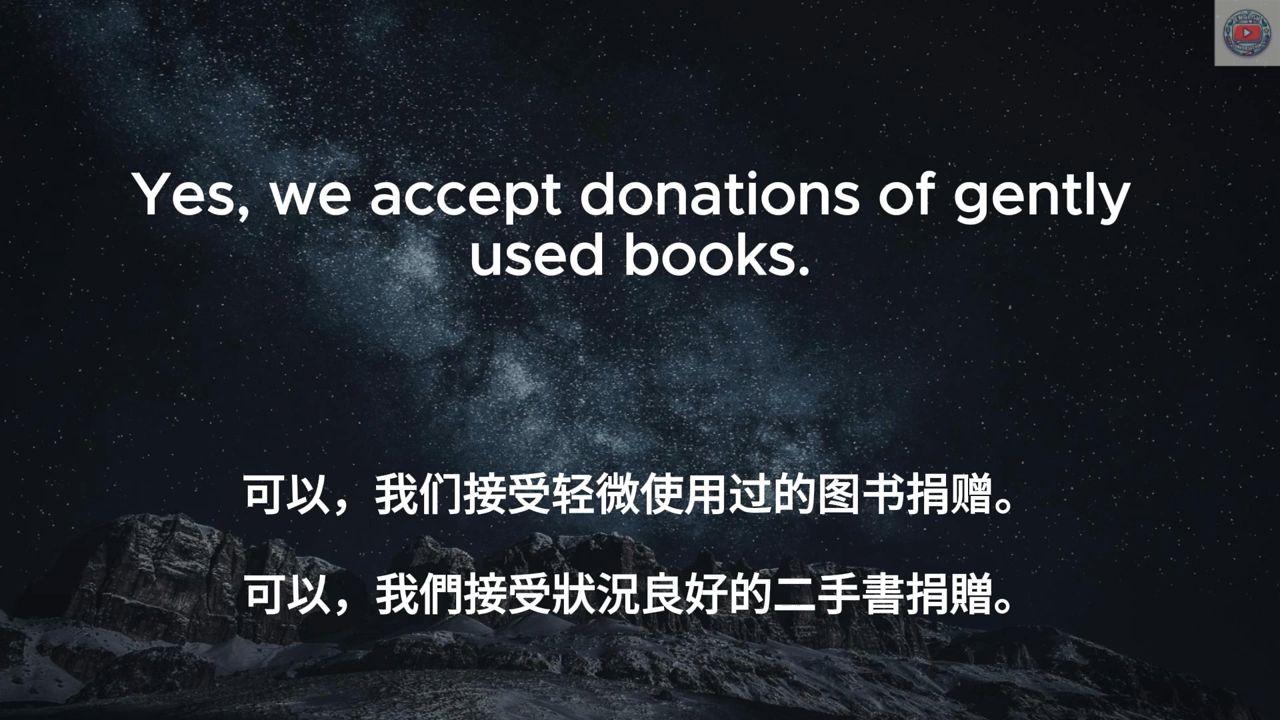 Yes, we accept donations of gently
used books.
可以，我们接受轻微使用过的图书捐赠。
可以，我們接受狀況良好的二手書捐贈。